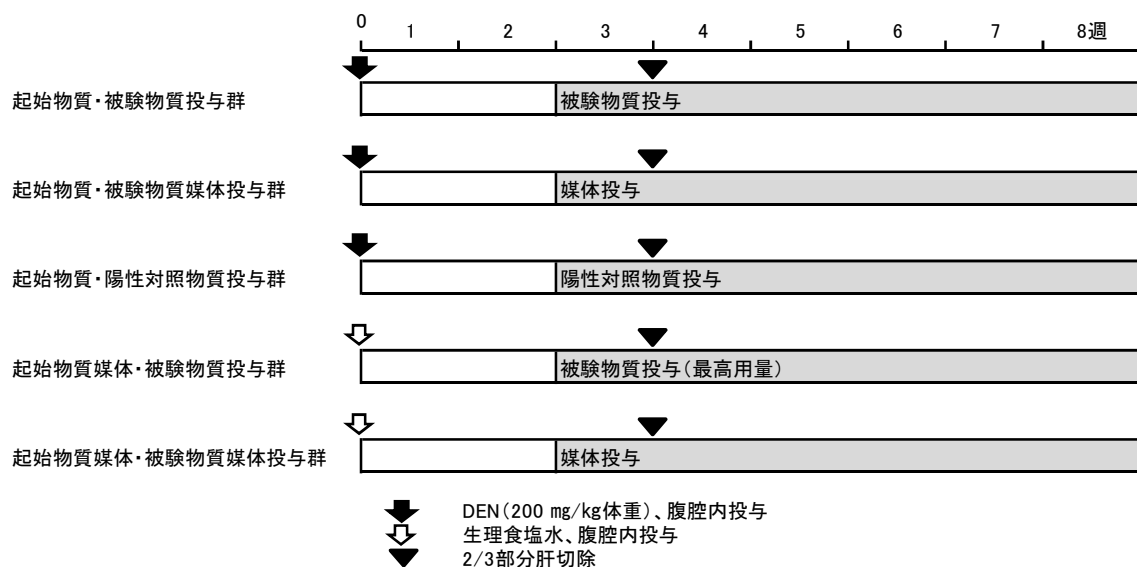 0 1 2 3 4 5 6 7 8週
起始物質・被験物質投与群 被験物質投与
起始物質・被験物質媒体投与群 媒体投与
起始物質・陽性対照物質投与群 陽性対照物質投与
起始物質媒体・被験物質投与群 被験物質投与(最高用量)
起始物質媒体・被験物質媒体投与群 媒体投与
DEN(200 mg/kg体重)、腹腔内投与
生理食塩水、腹腔内投与
2/3部分肝切除